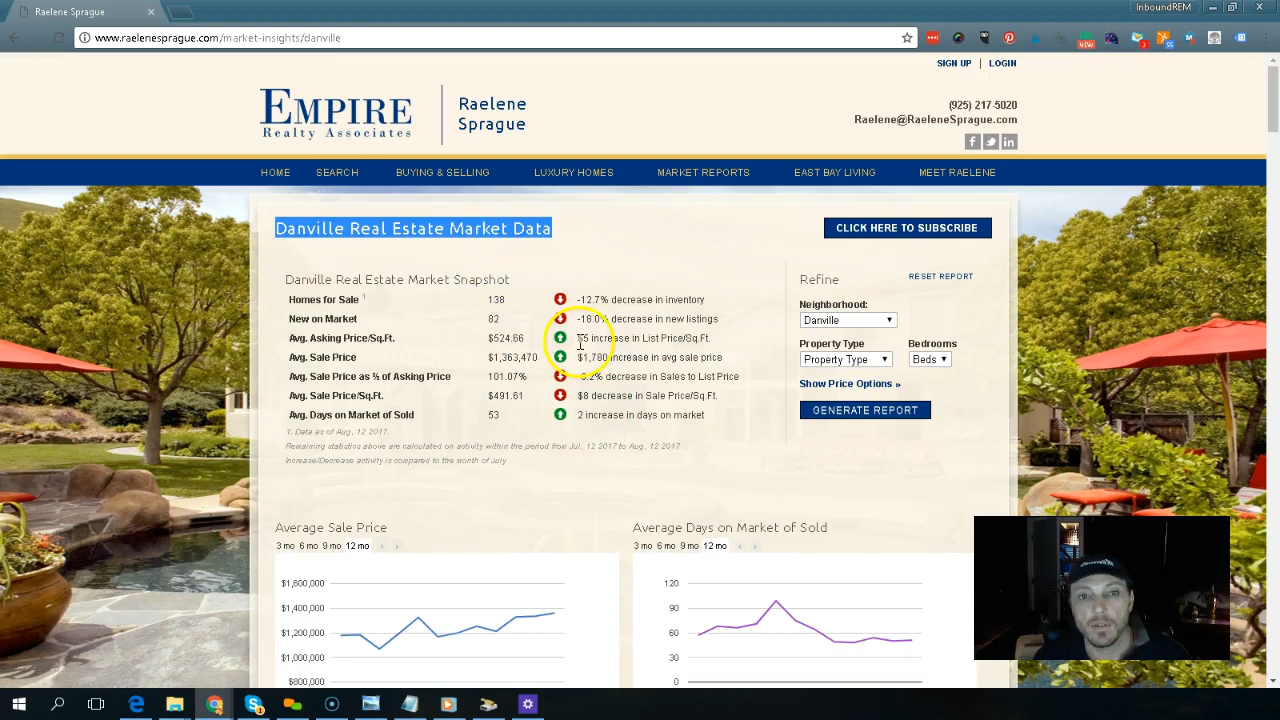 Raelene Sprague
InboundREM
www.raelenesprague.com/market-insights/danville
SIGN UP | LOGIN
EMPIRE
Realty Associates
Raelene
Sprague
(925) 217-5020
Raelene@RaeleneSprague.com
HOME SEARCH BUYING & SELLING LUXURY HOMES MARKET REPORTS EAST BAY LIVING MEET RAELENE
Danville Real Estate Market Data
CLICK HERE TO SUBSCRIBE
Danville Real Estate Market Snapshot
Homes for Sale 1 138 -12.7% decrease in inventory
New on Market 82 -18.0% decrease in new listings
Avg. Asking Price/Sq.Ft. $524.66 increase in List Price/Sq.Ft.
Avg. Sale Price $1,363,470 $1,780 increase in avg sale price
Avg. Sale Price as % of Asking Price 101.07% decrease in Sales to List Price
Avg. Sale Price/Sq.Ft. $491.61 $8 decrease in Sale Price/Sq.Ft.
Avg. Days on Market of Sold 53 2 increase in days on market
1. Data as of Aug, 12 2017.
Remaining statistics above are calculated on activity within the period from Jul, 12 2017 to Aug, 12 2017
Increase/Decrease activity is compared to the month of July
Refine
RESET REPORT
Neighborhood:
Danville
Property Type Bedrooms
Property Type Beds
Show Price Options »
GENERATE REPORT
Average Sale Price
3 mo 6 mo 9 mo 12 mo
$1,600,000
$1,400,000
$1,200,000
$1,000,000
$800,000
Average Days on Market of Sold
3 mo 6 mo 9 mo 12 mo
120
90
60
30
0